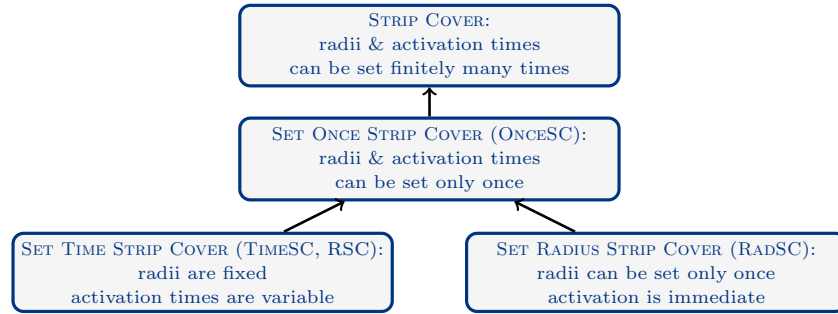 STRIP COVER:
radii & activation times
can be set finitely many times
SET ONCE STRIP COVER (ONCESC):
radii & activation times
can be set only once
SET TIME STRIP COVER (TIMESC, RSC):
radii are fixed
activation times are variable
SET RADIUS STRIP COVER (RADSC):
radii can be set only once
activation is immediate